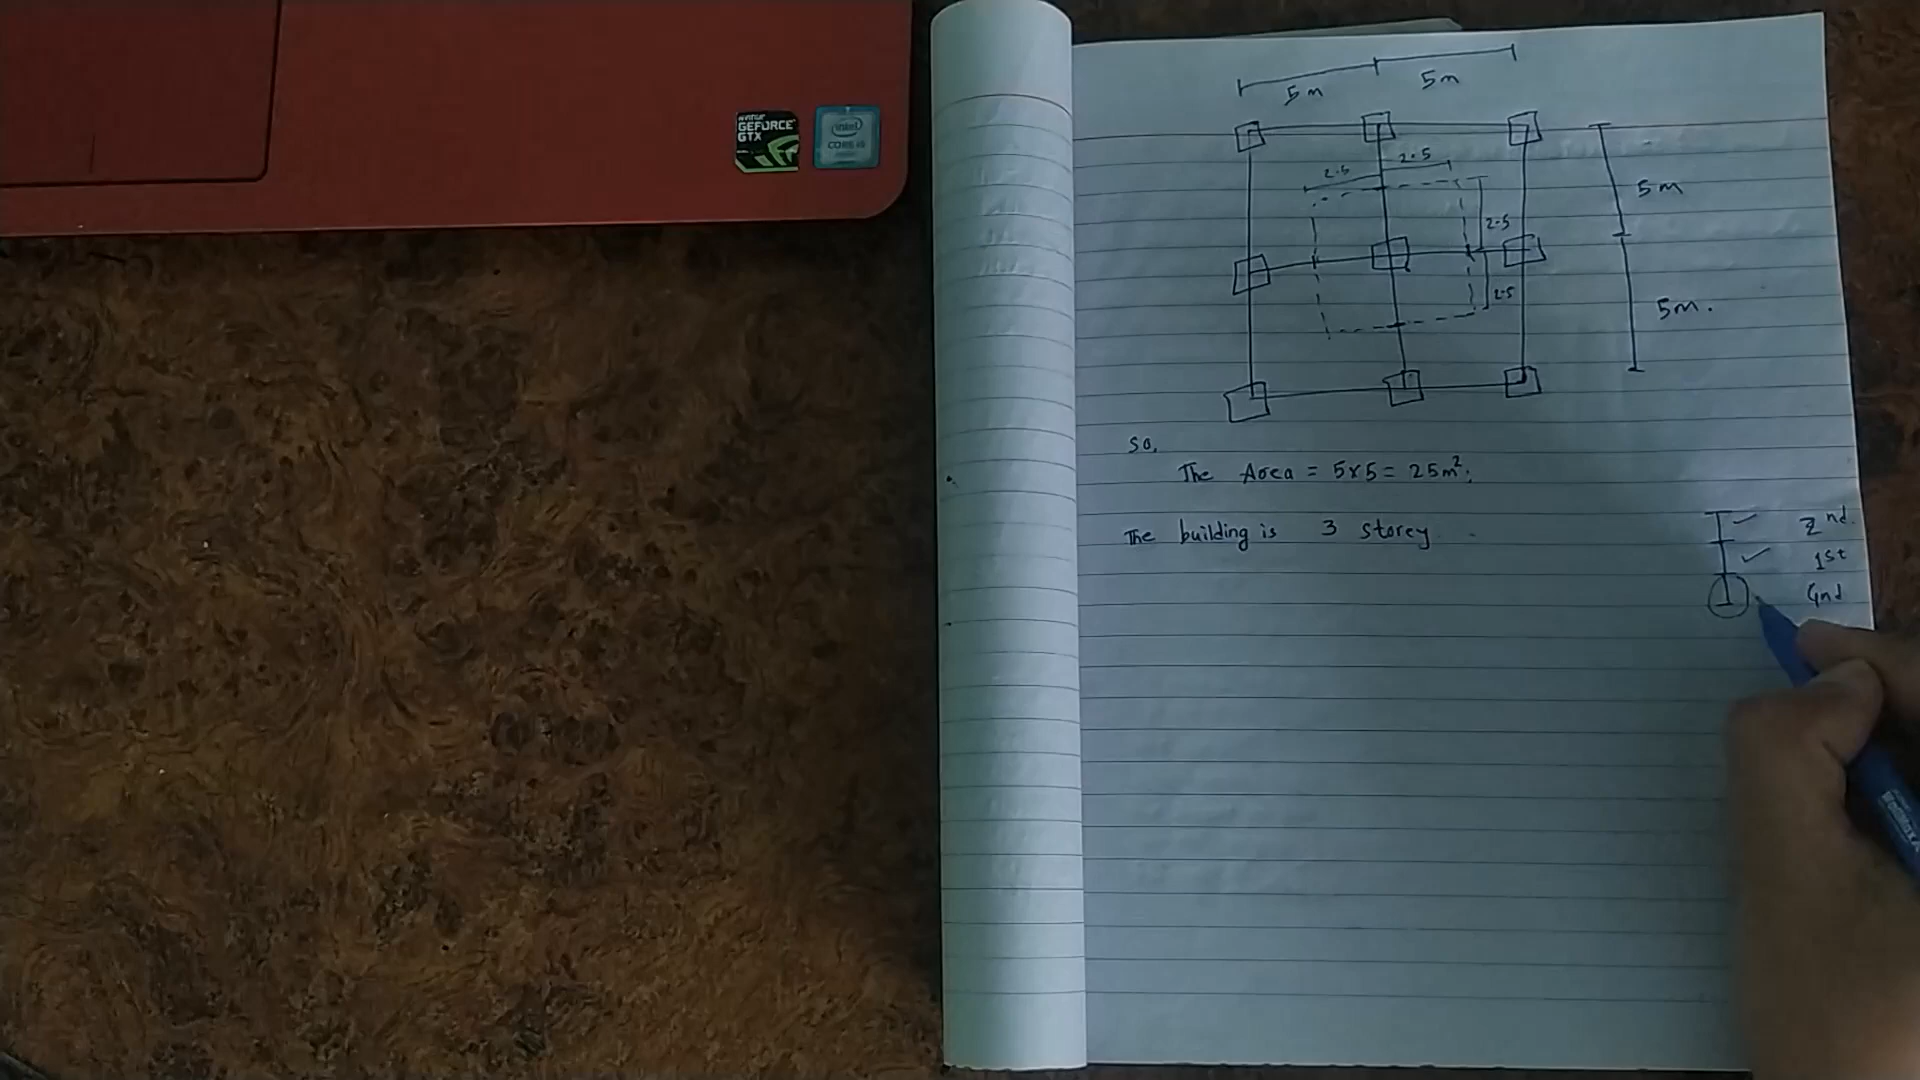 5m 5m
2.5 2.5
5m
2.5
2.5
5m.
So,
The Area = 5x5 = 25m².
The building is 3 storey
2nd.
1st
Gnd
NVIDIA
GEFORCE
GTX
intel
CORE i5